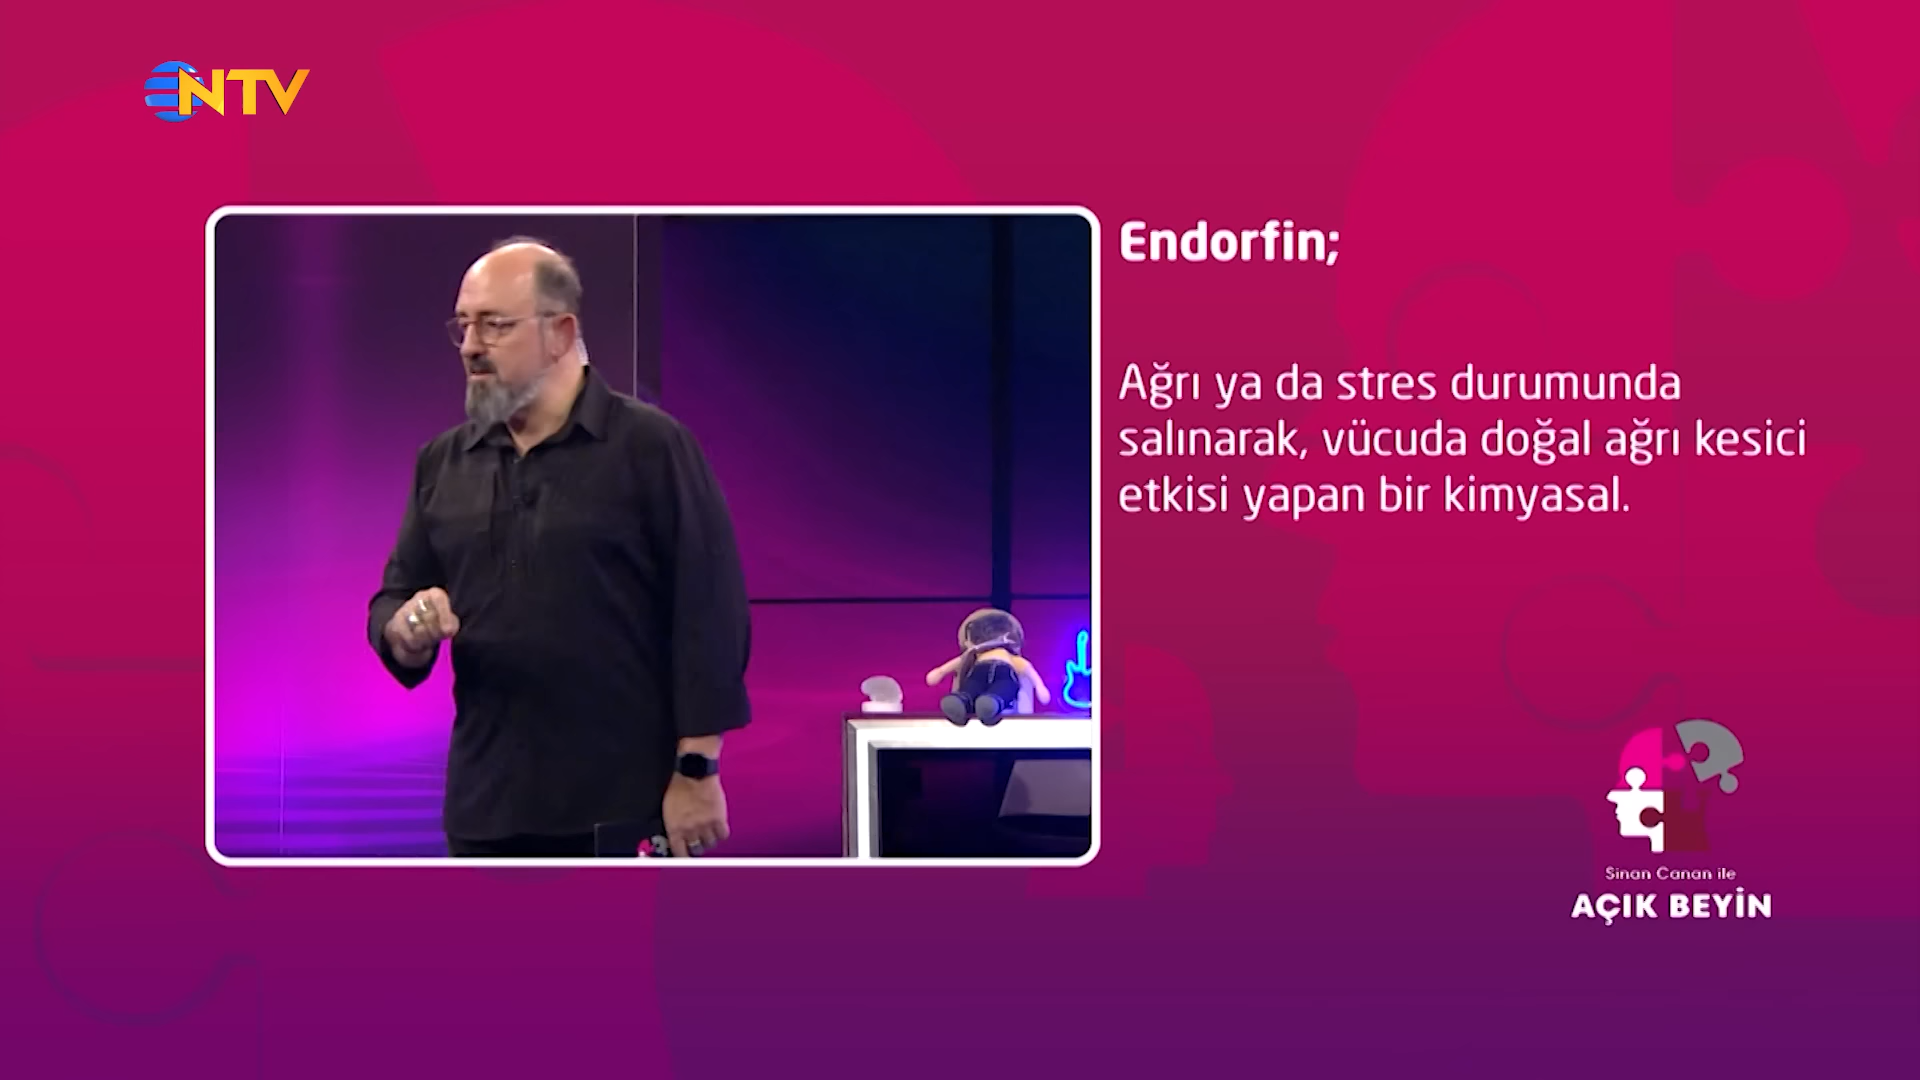 NTV
Endorfin;
Ağrı ya da stres durumunda
salınarak, vücuda doğal ağrı kesici
etkisi yapan bir kimyasal.
Sinan Canan ile
AÇIK BEYİN